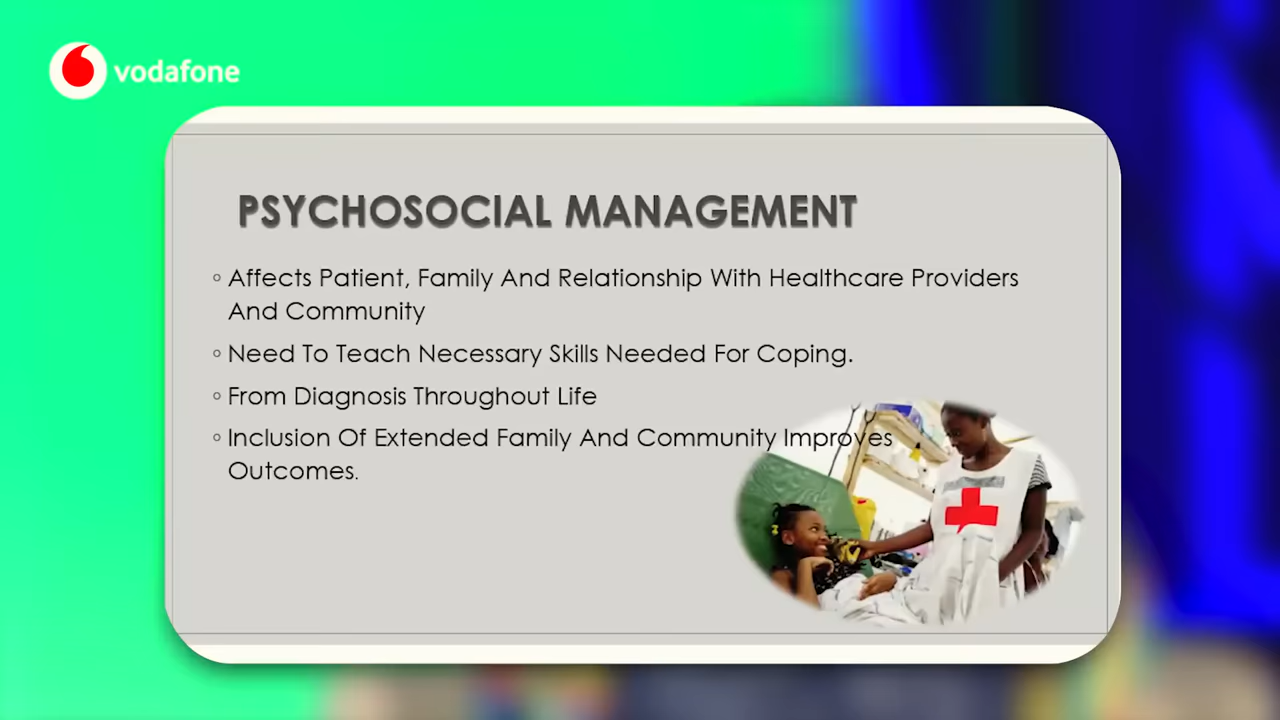 vodafone
PSYCHOSOCIAL MANAGEMENT
Affects Patient, Family And Relationship With Healthcare Providers
And Community
Need To Teach Necessary Skills Needed For Coping.
From Diagnosis Throughout Life
Inclusion Of Extended Family And Community Improves
Outcomes.